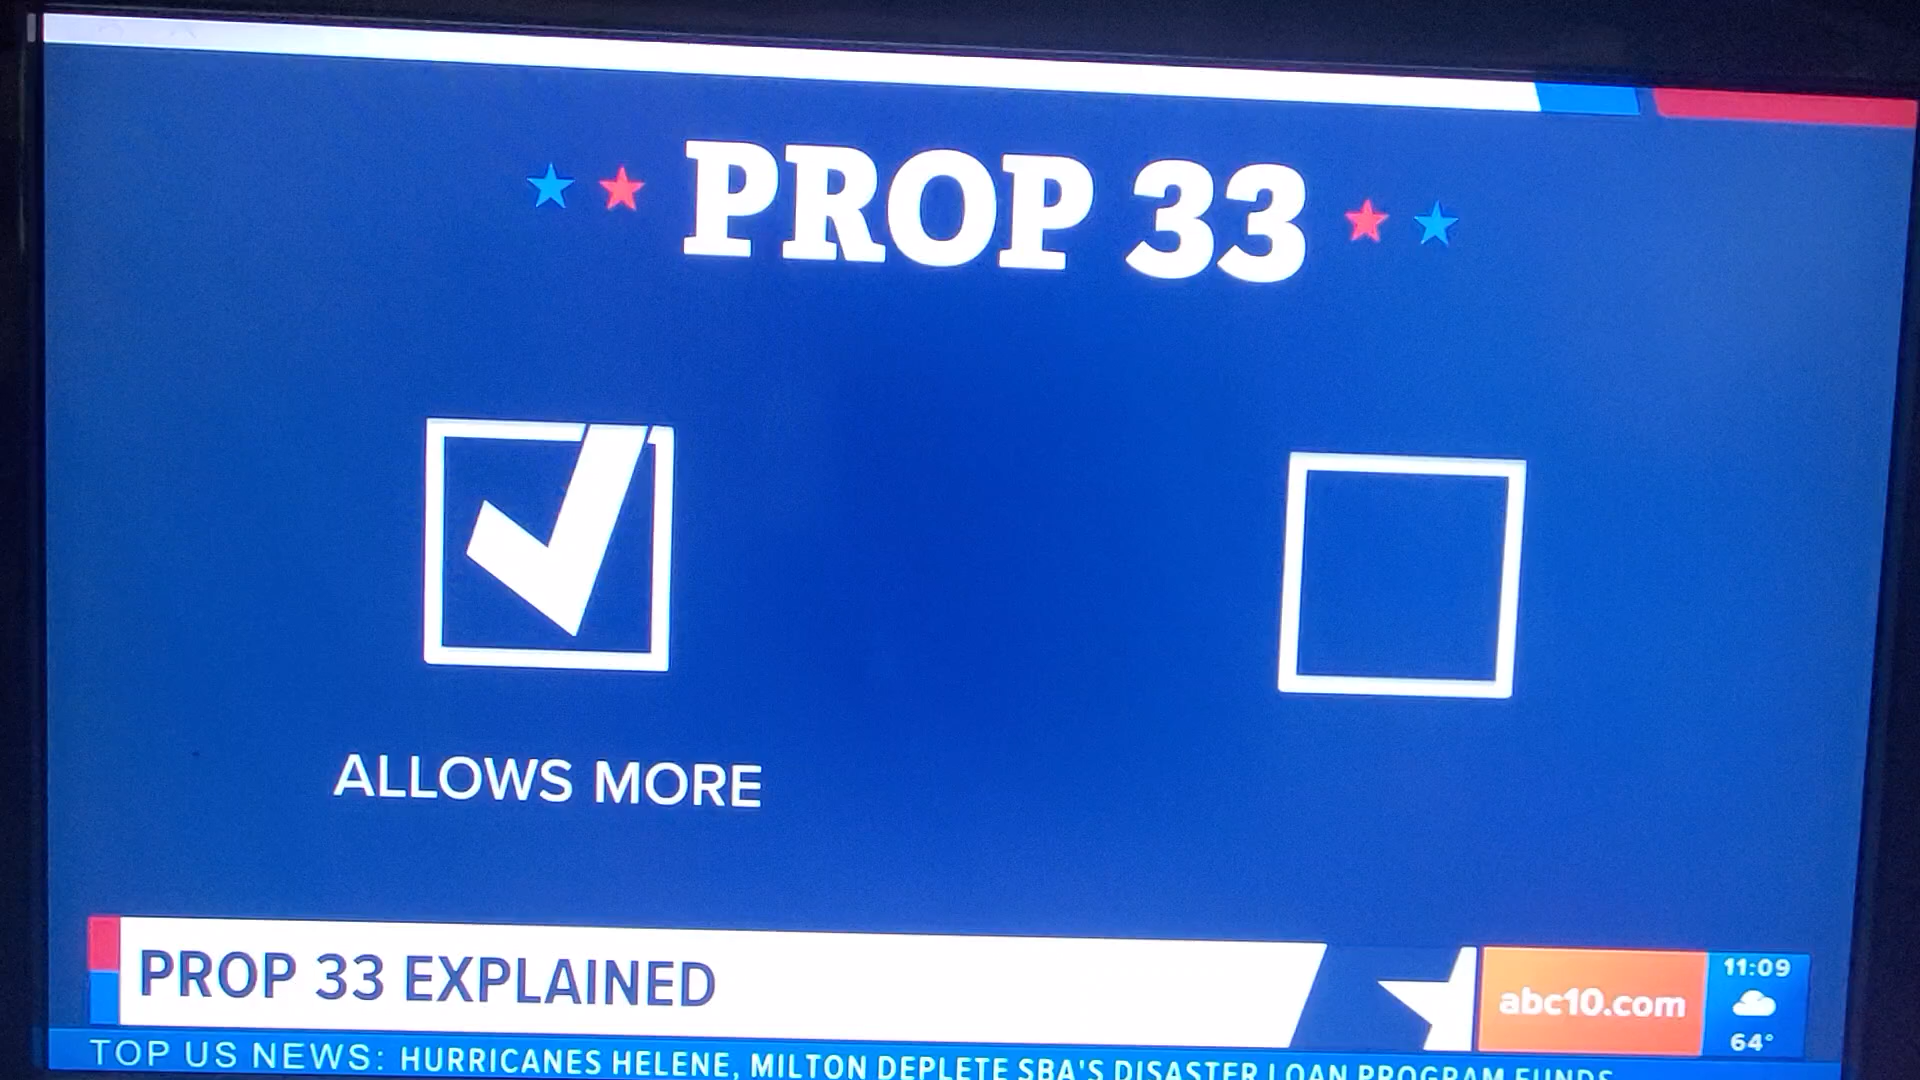 PROP 33
ALLOWS MORE
PROP 33 EXPLAINED
abc10.com
11:09
64°
TOP US NEWS: HURRICANES HELENE, MILTON DEPLETE SBA'S DISASTER LOAN PROGRAM FUNDS